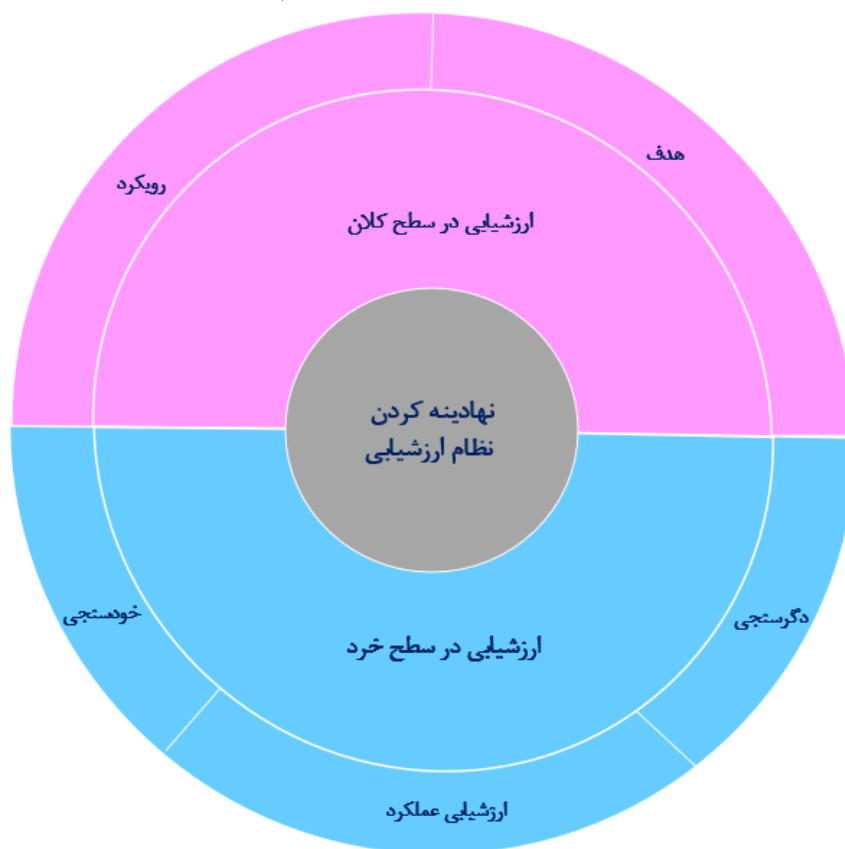 هدف
رویکرد
ارزشیابی در سطح کلان
نهادینه کردن
نظام ارزشیابی
دگرسنجی
خودسنجی
ارزشیابی در سطح خرد
ارزشیابی عملکرد